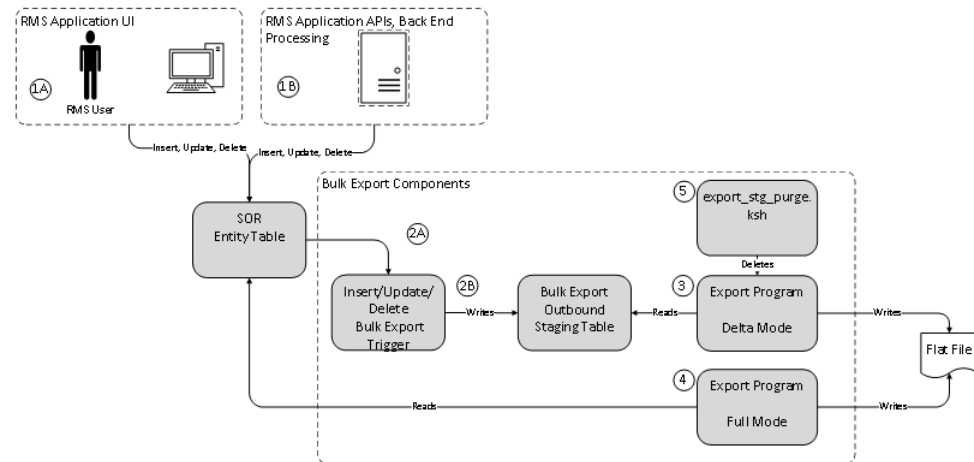 RMS Application UI
1A
RMS User
RMS Application APIs, Back End
Processing
1B
Insert, Update, Delete
Insert, Update, Delete
Bulk Export Components
SOR
Entity Table
2A
5
export_stg_purge.
ksh
Deletes
Insert/Update/
Delete
Bulk Export
Trigger
2B
Writes
Bulk Export
Outbound
Staging Table
Reads
3
Export Program
Delta Mode
Writes
Flat File
4
Export Program
Full Mode
Reads
Writes